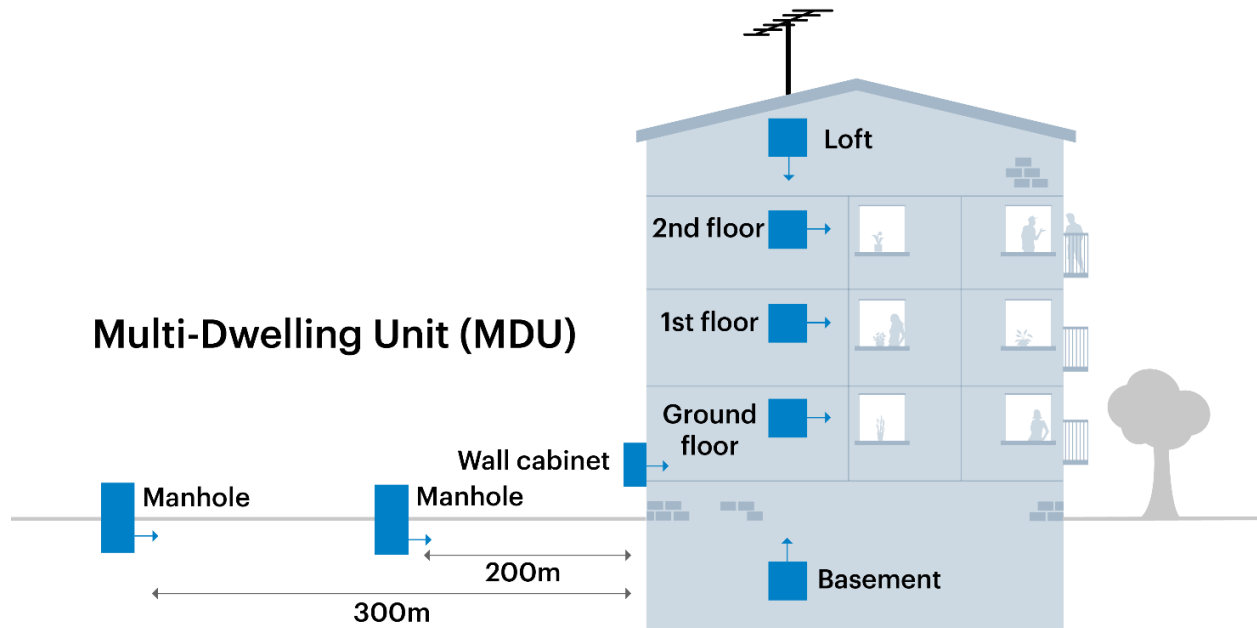 Loft
2nd floor
1st floor
Multi-Dwelling Unit (MDU)
Ground
floor
Wall cabinet
Manhole
Manhole
200m
Basement
300m